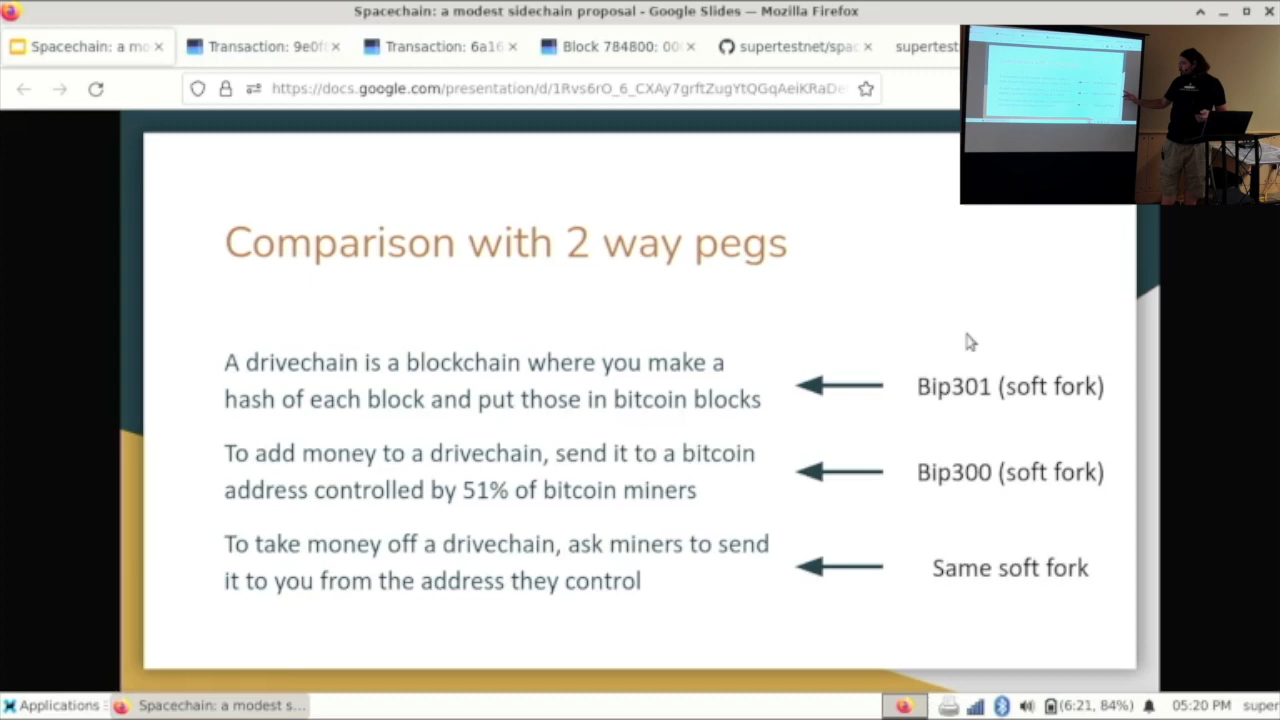 Spacechain: a modest sidechain proposal - Google Slides — Mozilla Firefox
Spacechain: a mo
Transaction: 9e0f
Transaction: 6a16
Block 784800: 00
supertestnet/spac
supertest
https://docs.google.com/presentation/d/1Rvs6rO_6_CXAy7grftZugYtQGqAeiKRaDe
Comparison with 2 way pegs
A drivechain is a blockchain where you make a
hash of each block and put those in bitcoin blocks
Bip301 (soft fork)
To add money to a drivechain, send it to a bitcoin
address controlled by 51% of bitcoin miners
Bip300 (soft fork)
To take money off a drivechain, ask miners to send
it to you from the address they control
Same soft fork
Applications
Spacechain: a modest s...
(6:21, 84%)
05:20 PM
super